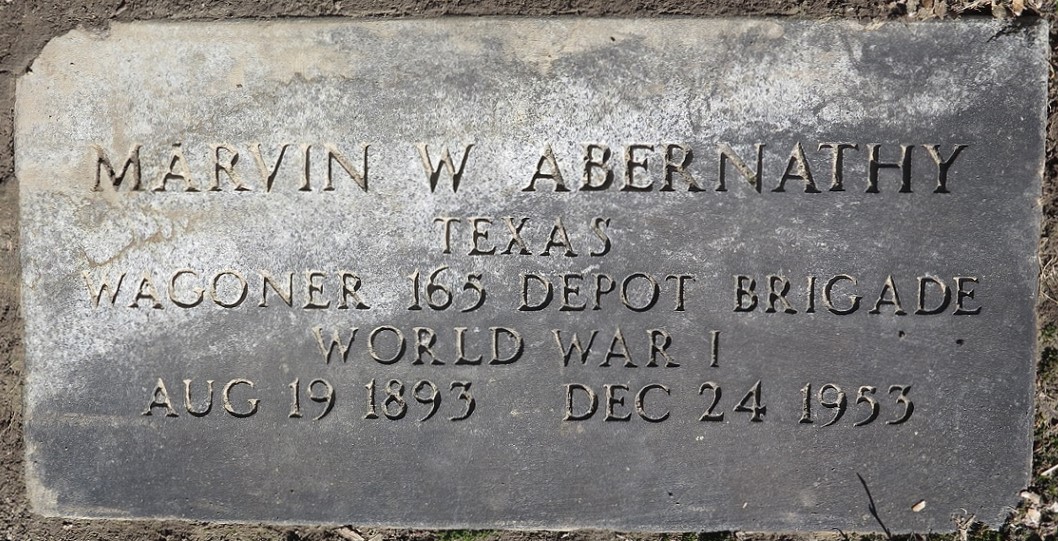 MARVIN W ABERNATHY
TEXAS
WAGONER 165 DEPOT BRIGADE
WORLD WAR I
AUG 19 1893 DEC 24 1953